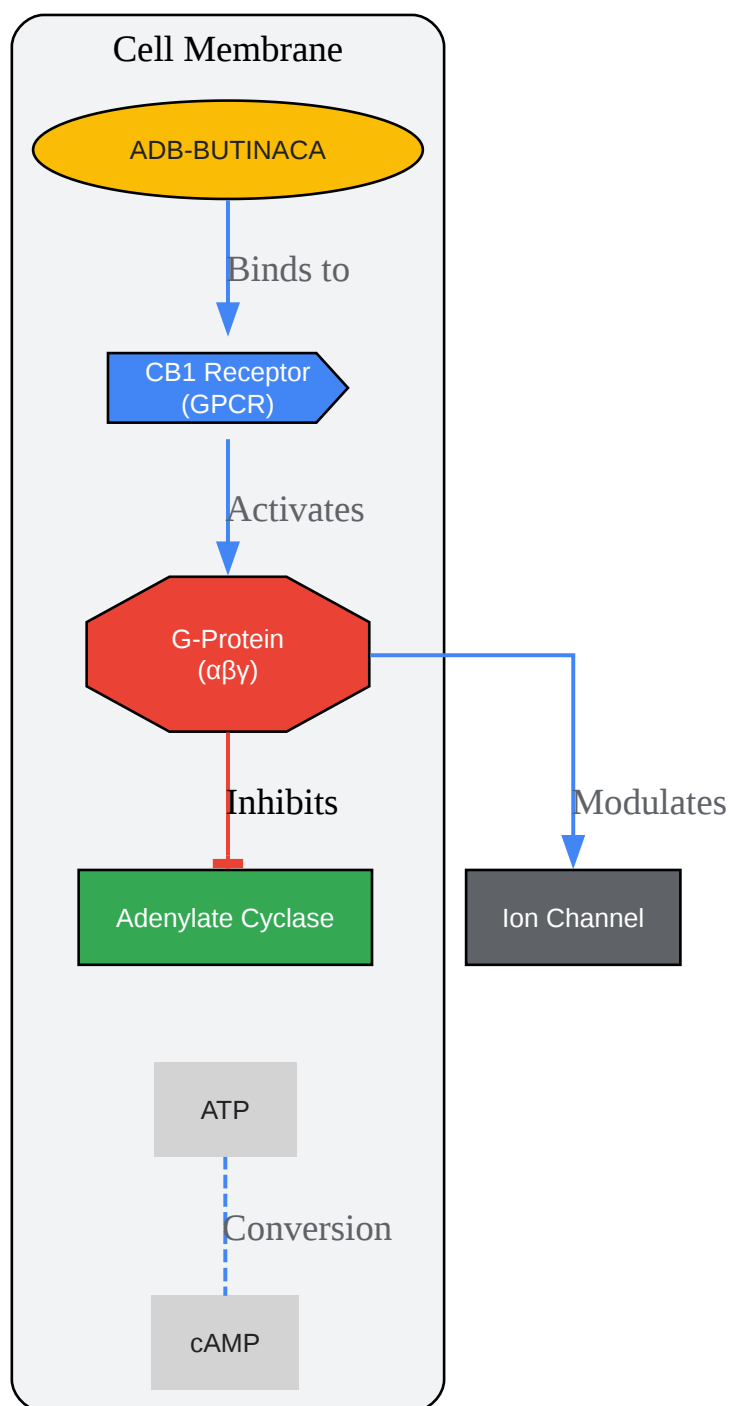 Cell Membrane
ADB-BUTINACA
Binds to
CB1 Receptor
(GPCR)
Activates
G-Protein
(αβγ)
Inhibits
Modulates
Adenylate Cyclase
Ion Channel
ATP
Conversion
cAMP